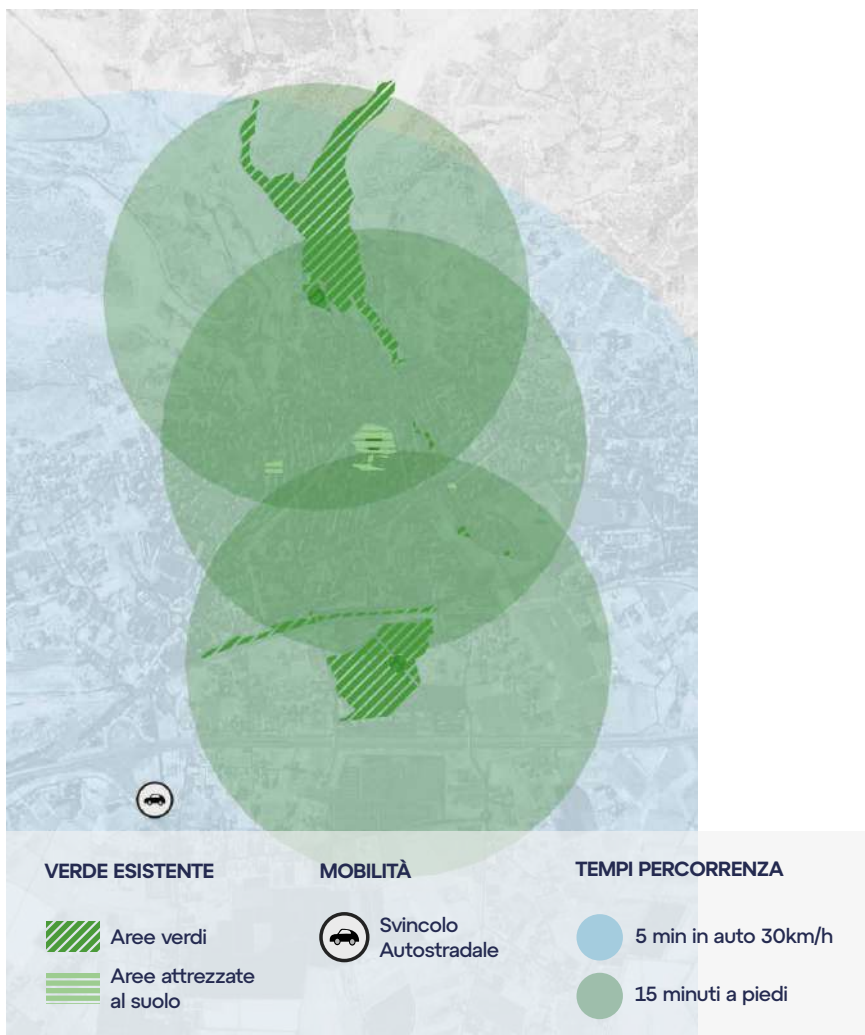 VERDE ESISTENTE
Aree verdi
Aree attrezzate
al suolo
MOBILITÀ
Svincolo
Autostradale
TEMPI PERCORRENZA
5 min in auto 30km/h
15 minuti a piedi